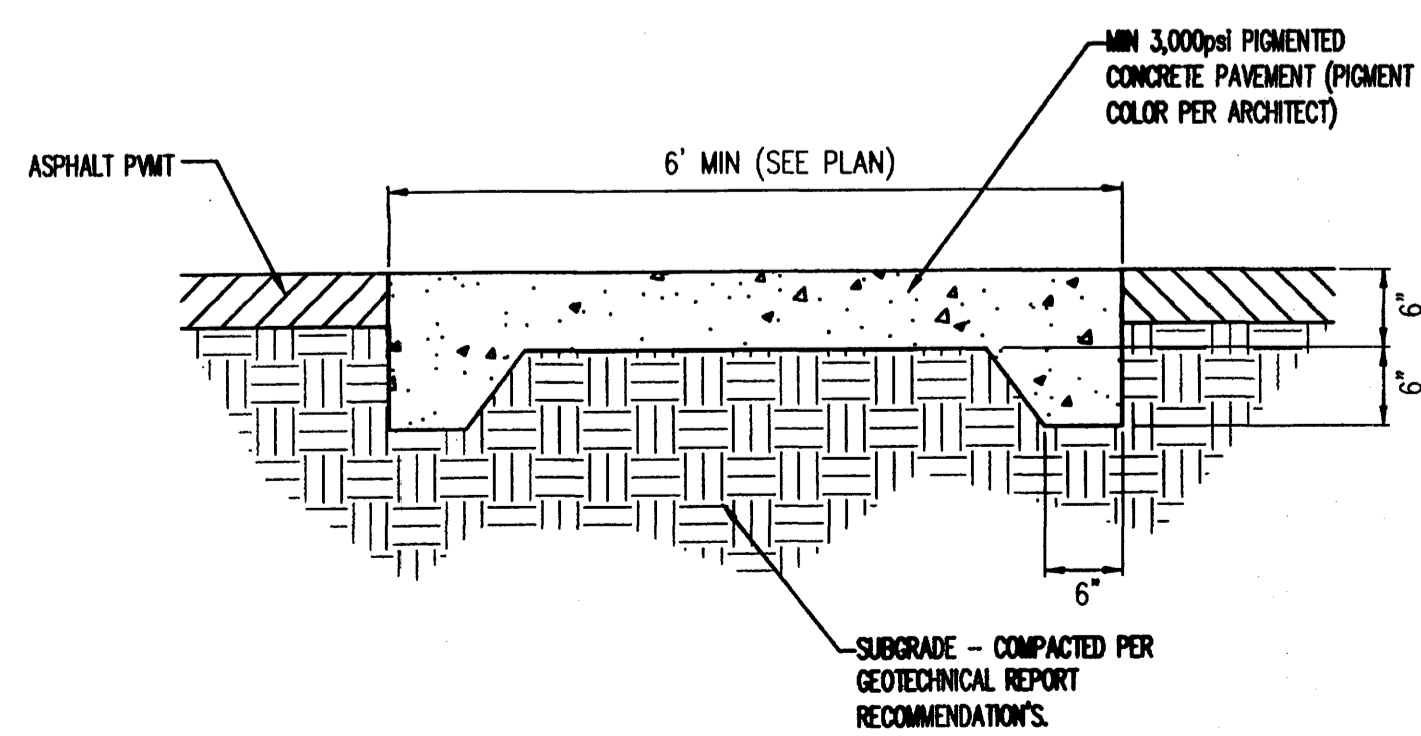 MIN 3,000psi PIGMENTED
CONCRETE PAVEMENT (PIGMENT
COLOR PER ARCHITECT)
ASPHALT PVMT
6' MIN (SEE PLAN)
6"
6"
6"
SUBGRADE - COMPACTED PER
GEOTECHNICAL REPORT
RECOMMENDATION'S.